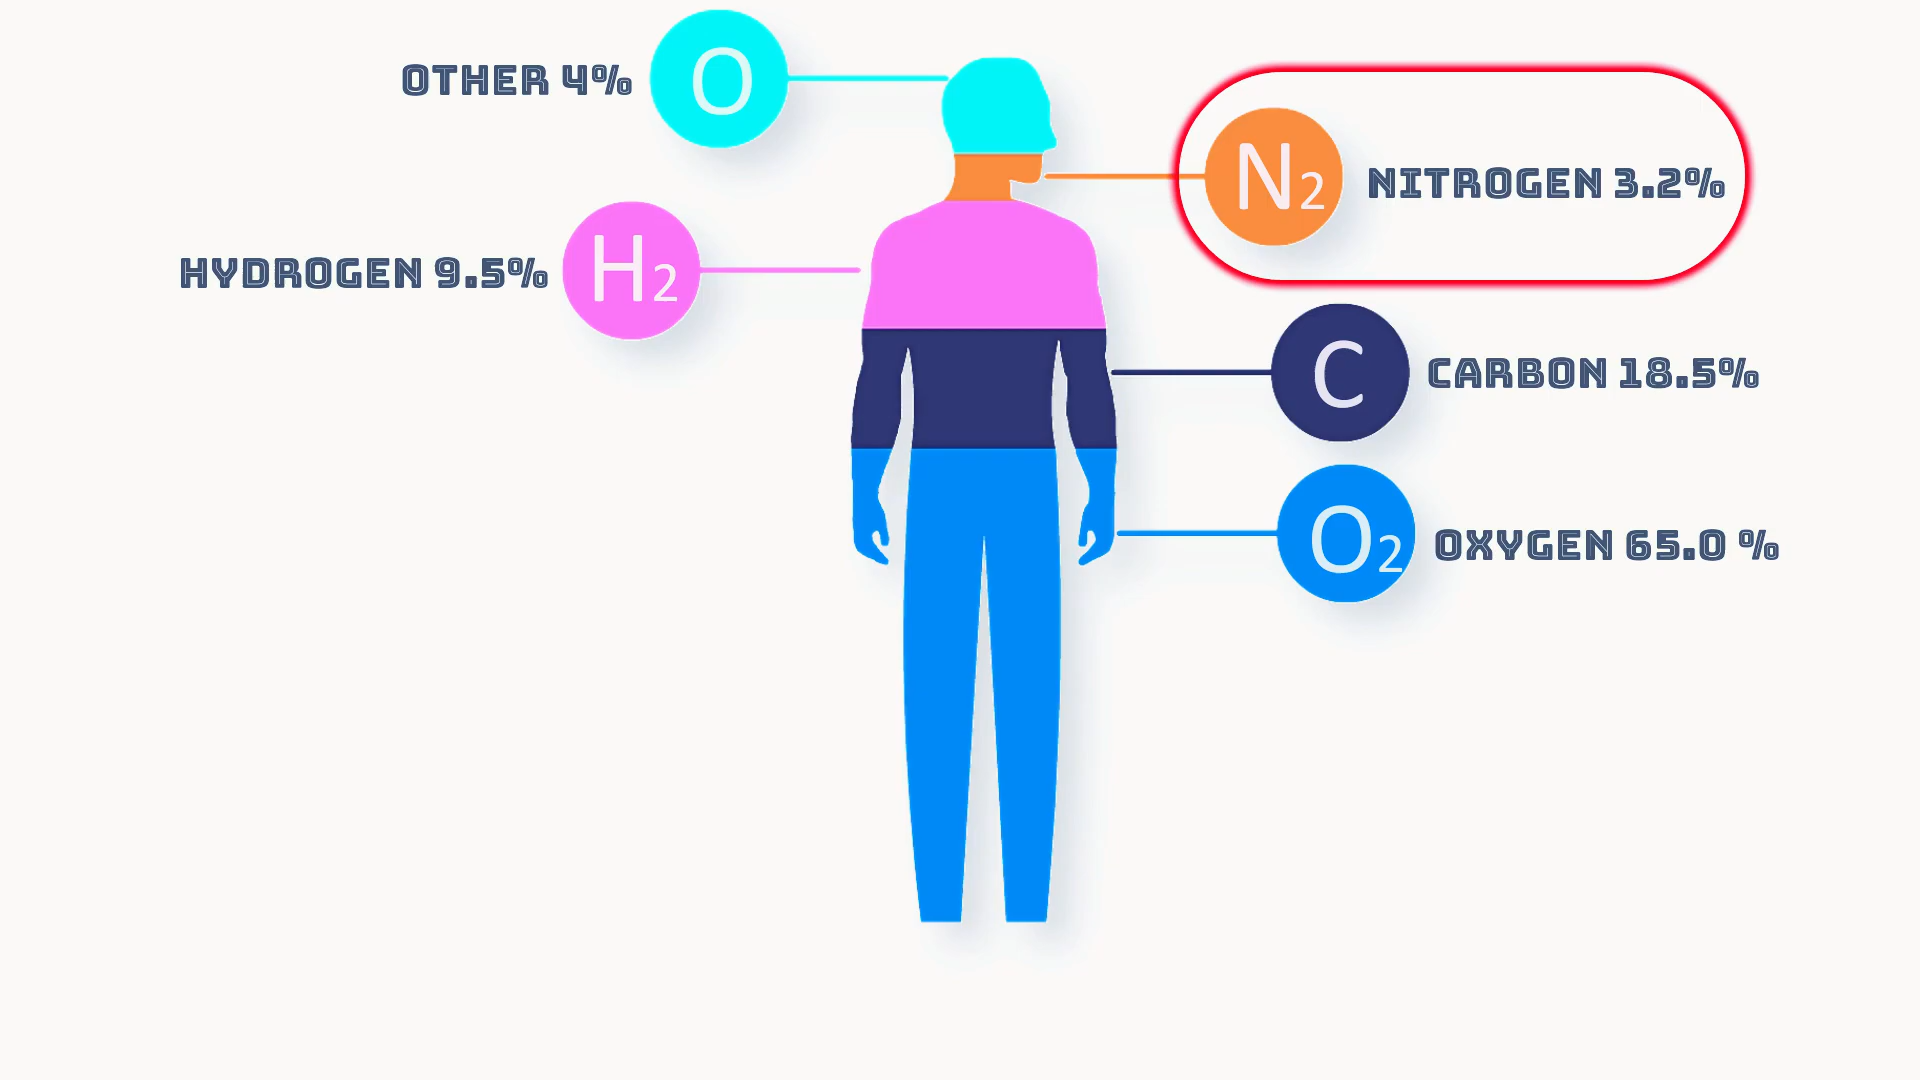 OTHER 4%
O
N2
NITROGEN 3.2%
HYDROGEN 9.5%
H2
C
CARBON 18.5%
O2
OXYGEN 65.0 %